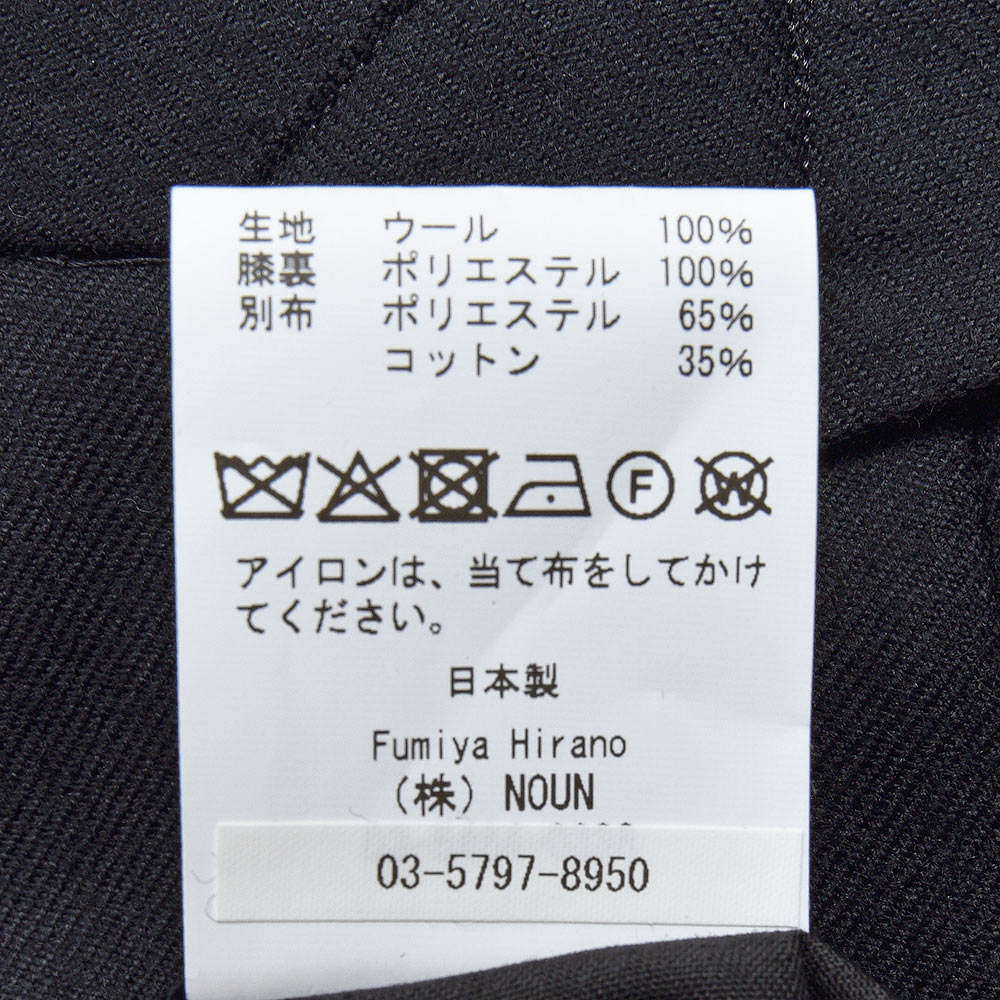 生地 ウール 100%
膝裏 ポリエステル 100%
別布 ポリエステル 65%
コットン 35%
F W
アイロンは、当て布をしてかけ
てください。
日本製
Fumiya Hirano
（株）NOUN
03-5797-8950